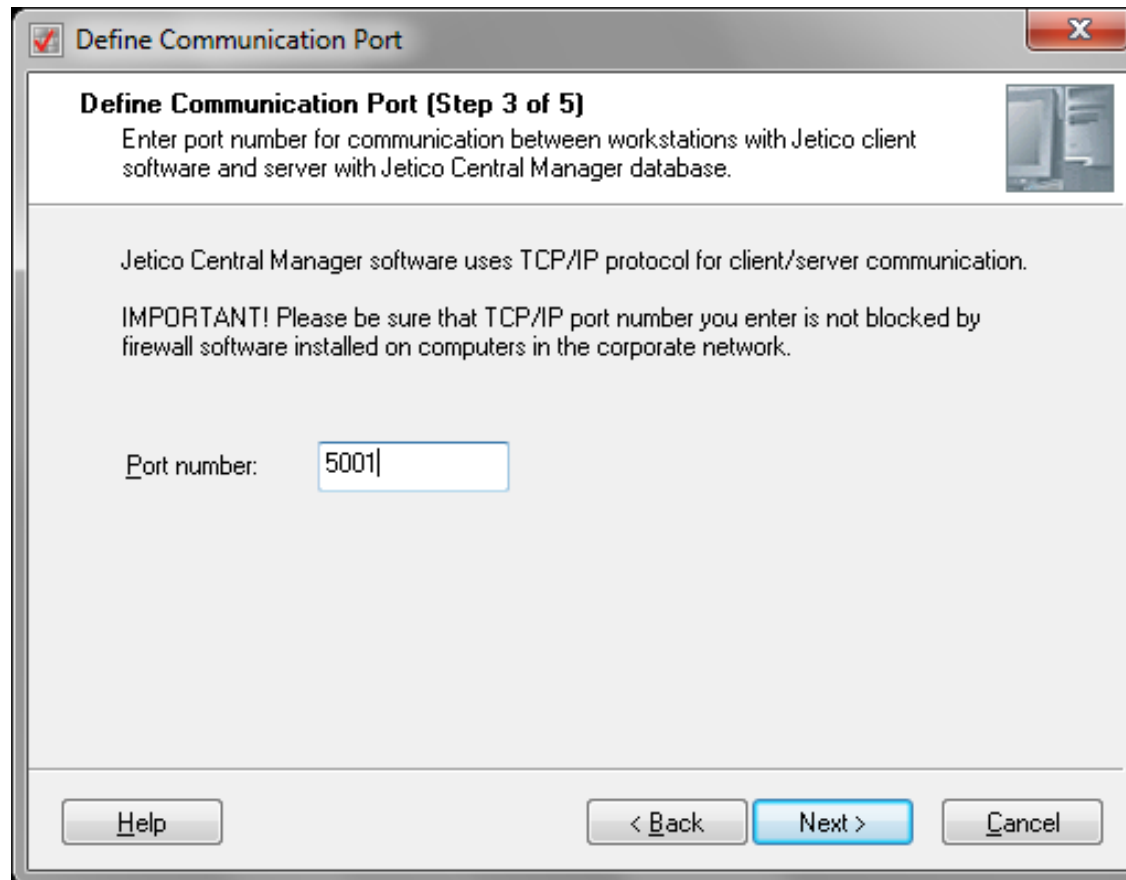 Define Communication Port
Define Communication Port (Step 3 of 5)
Enter port number for communication between workstations with Jetico client
software and server with Jetico Central Manager database.
Jetico Central Manager software uses TCP/IP protocol for client/server communication.
IMPORTANT! Please be sure that TCP/IP port number you enter is not blocked by
firewall software installed on computers in the corporate network.
Port number: 5001
Help < Back Next > Cancel